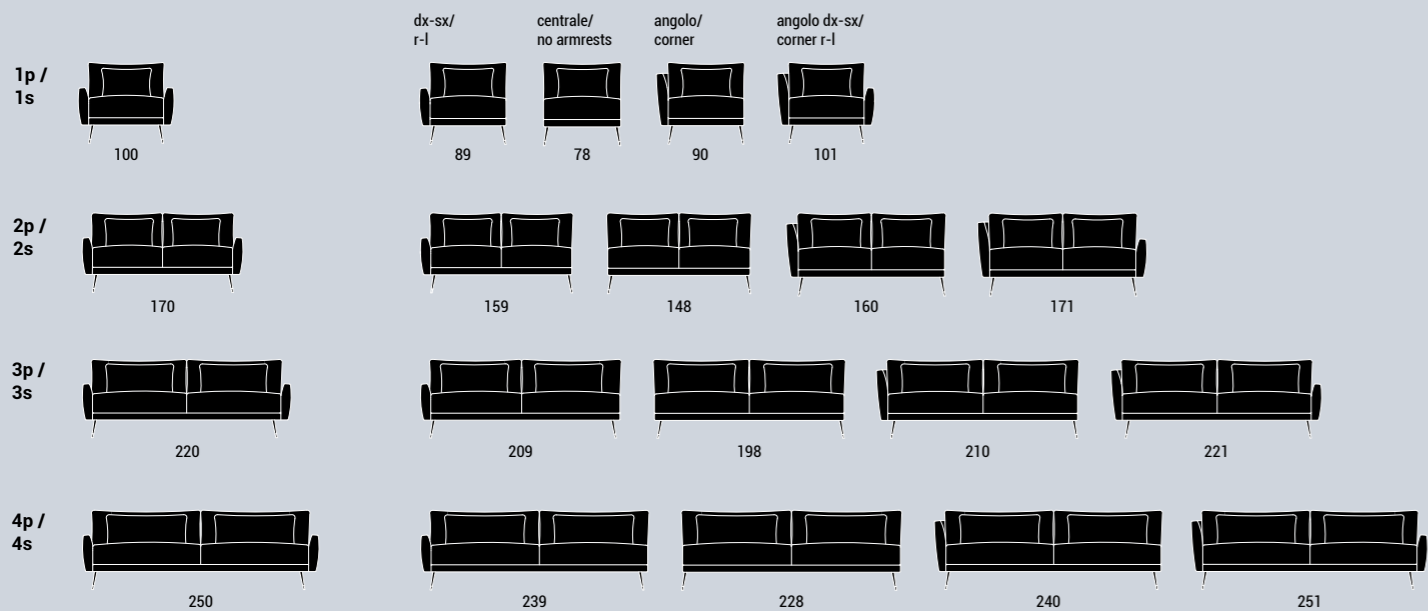 dx-sx/
r-l
centrale/
no armrests
angolo/
corner
angolo dx-sx/
corner r-l
1p /
1s
100
89
78
90
101
2p /
2s
170
159
148
160
171
3p /
3s
220
209
198
210
221
4p /
4s
250
239
228
240
251